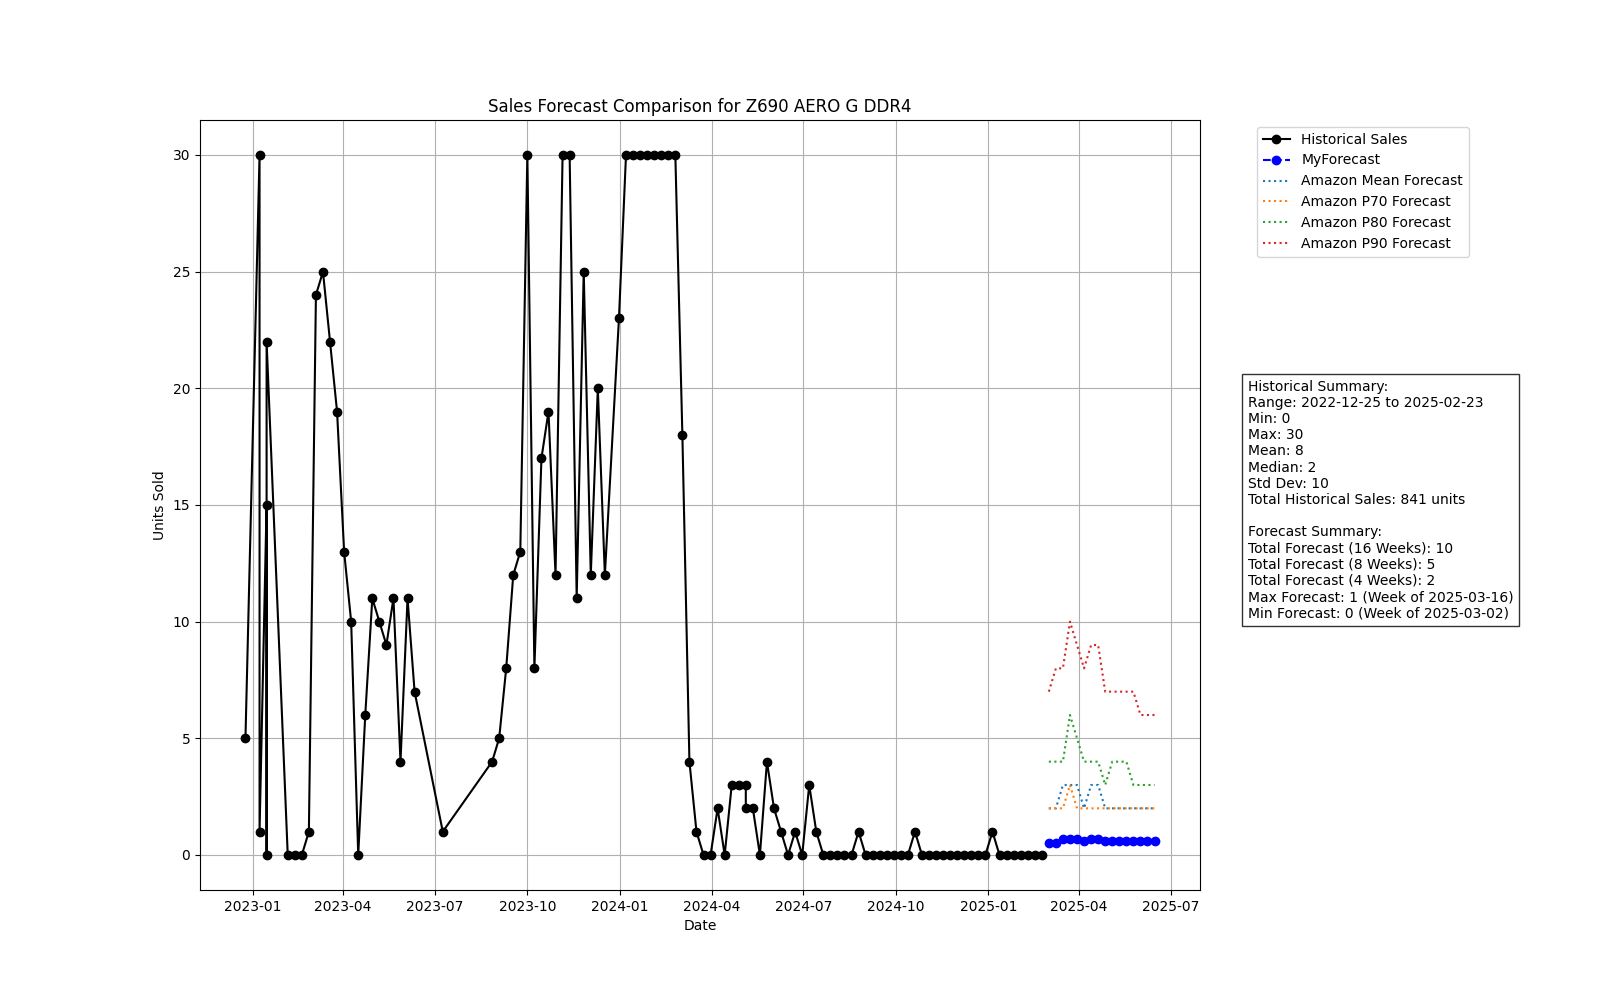 Sales Forecast Comparison for Z690 AERO G DDR4
Historical Sales
MyForecast
Amazon Mean Forecast
Amazon P70 Forecast
Amazon P80 Forecast
Amazon P90 Forecast
30
25
20
15
10
5
0
Units Sold
2023-01
2023-04
2023-07
2023-10
2024-01
2024-04
2024-07
2024-10
2025-01
2025-04
2025-07
Date
Historical Summary:
Range: 2022-12-25 to 2025-02-23
Min: 0
Max: 30
Mean: 8
Median: 2
Std Dev: 10
Total Historical Sales: 841 units
Forecast Summary:
Total Forecast (16 Weeks): 10
Total Forecast (8 Weeks): 5
Total Forecast (4 Weeks): 2
Max Forecast: 1 (Week of 2025-03-16)
Min Forecast: 0 (Week of 2025-03-02)